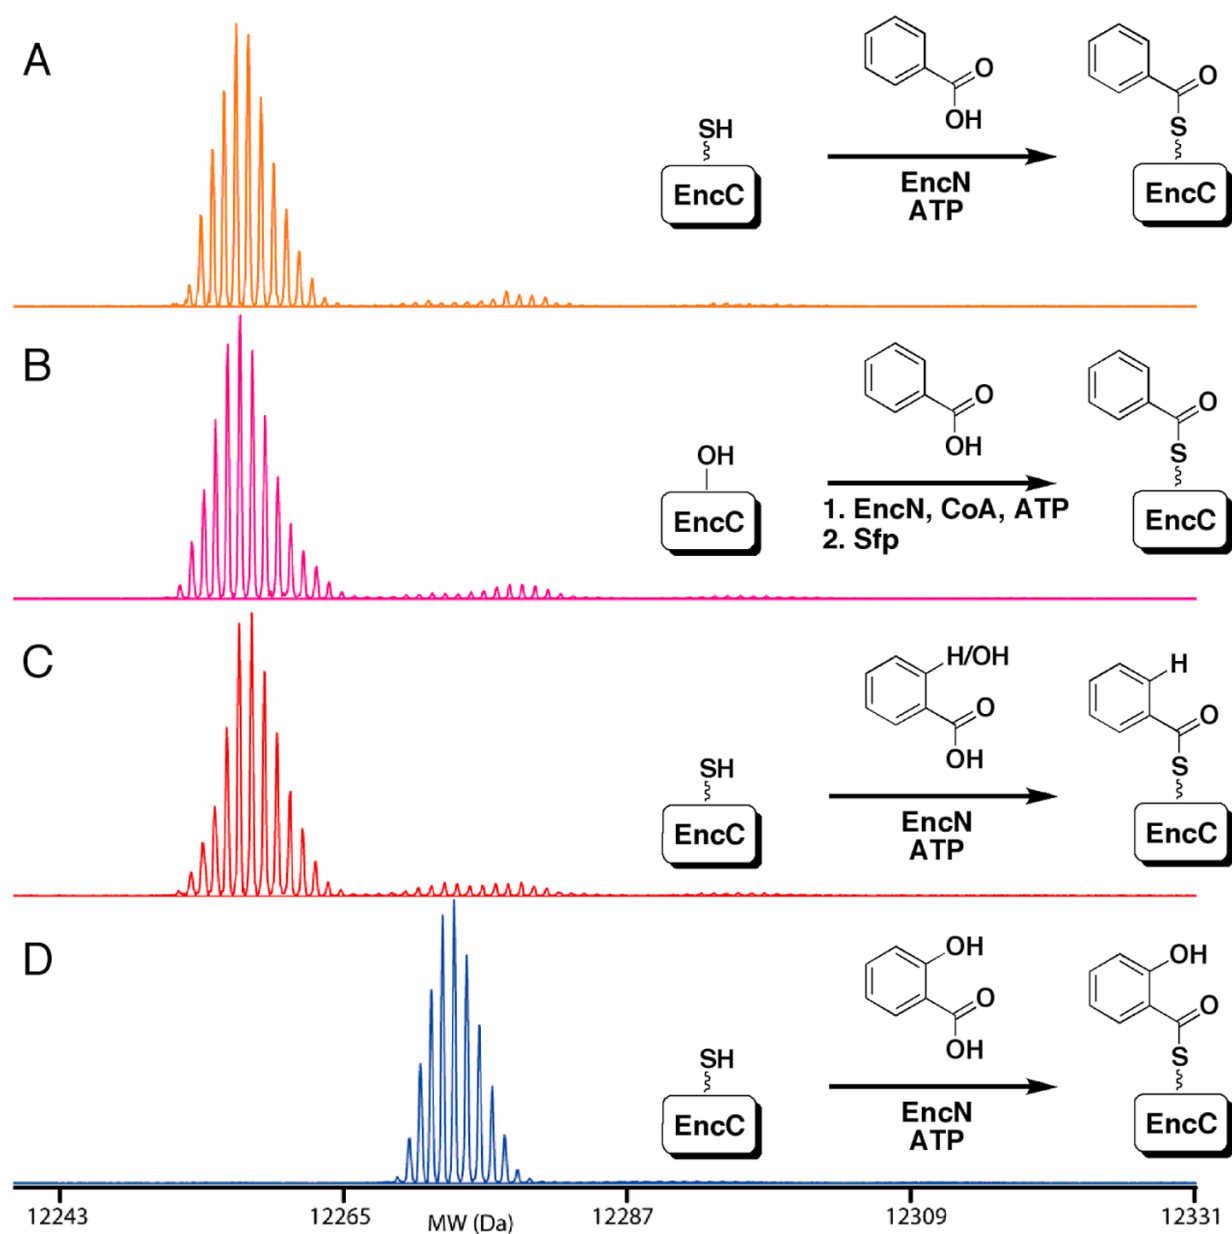 A
O
OH
SH
EncC
EncN
ATP
O
S
EncC
B
O
OH
OH
EncC
1. EncN, CoA, ATP
2. Sfp
O
S
EncC
C
H/OH
O
OH
SH
EncC
EncN
ATP
H
O
S
EncC
D
OH
O
OH
SH
EncC
EncN
ATP
OH
O
S
EncC
12243 12265 MW (Da) 12287 12309 12331